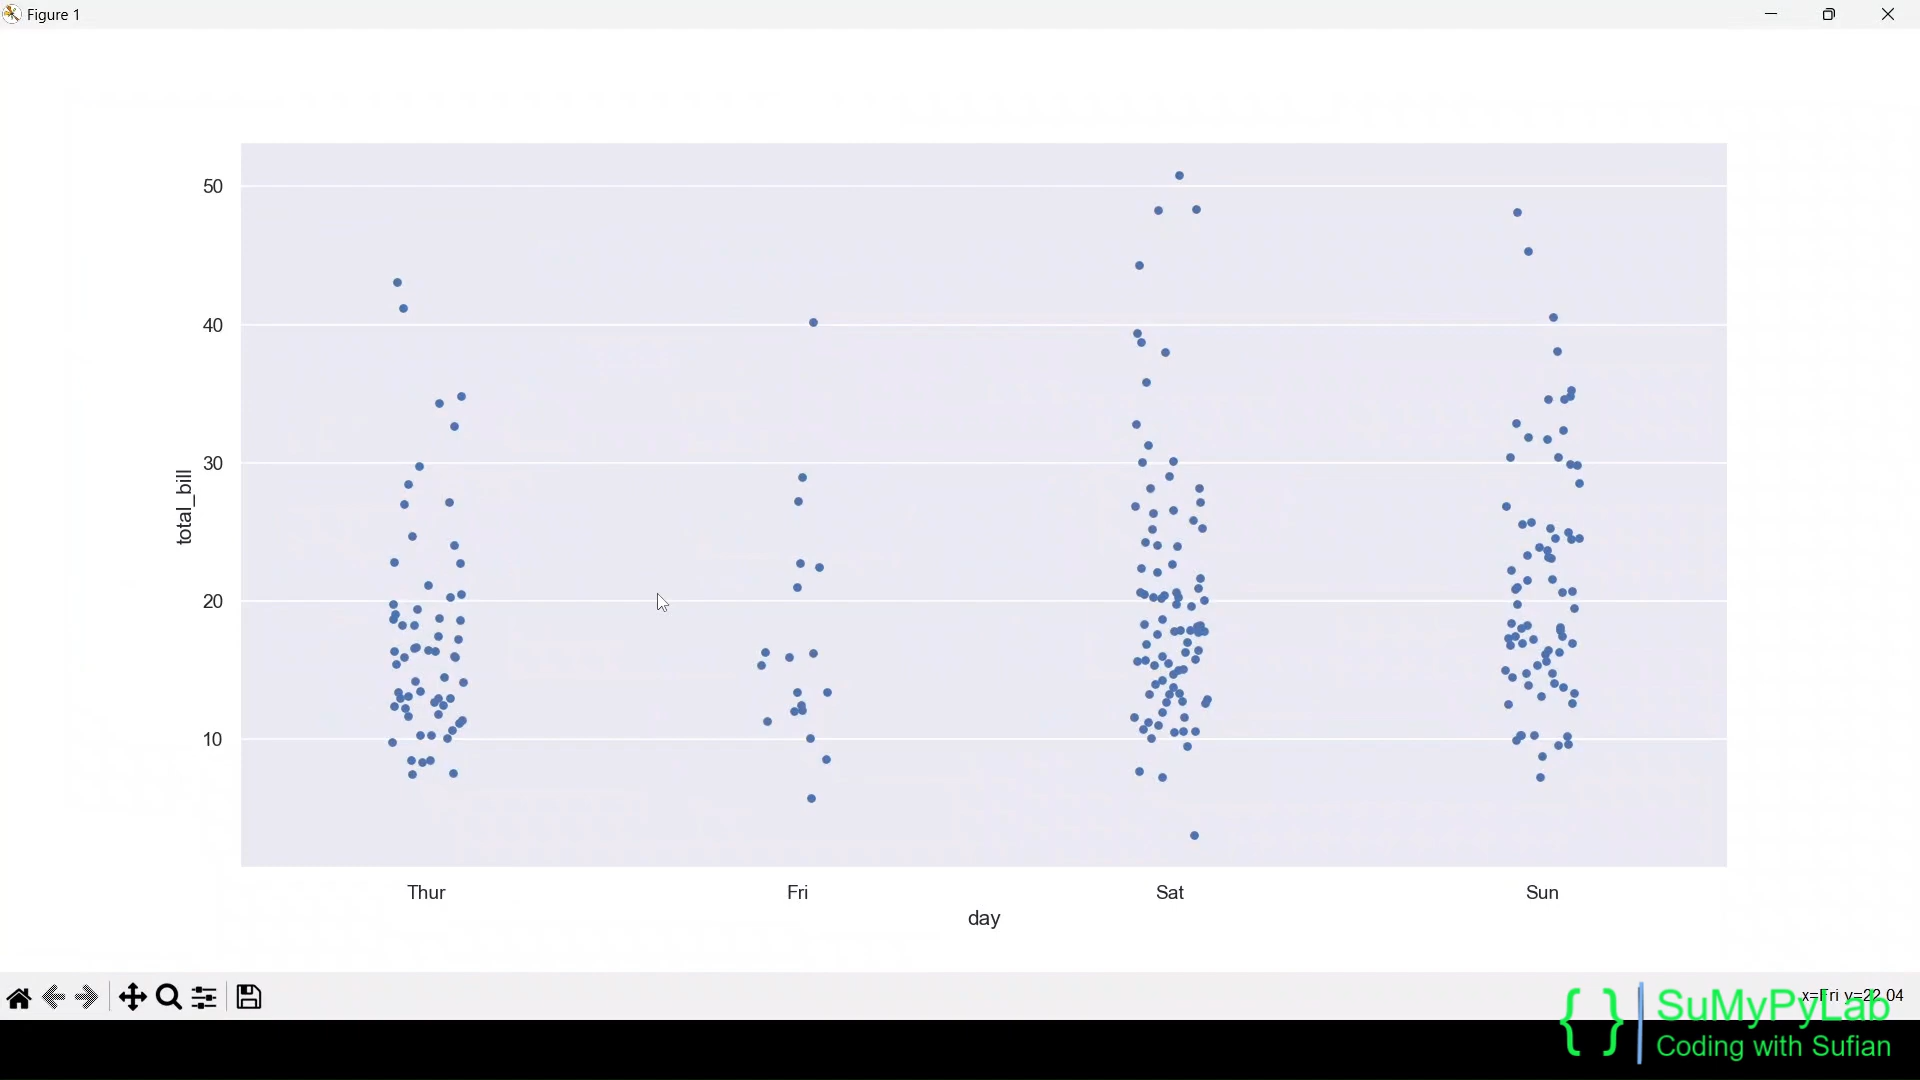 Figure 1
50
40
30
20
10
total_bill
Thur
Fri
Sat
Sun
day
x=Fri y=22.04
{ } SuMyPyLab
Coding with Sufian